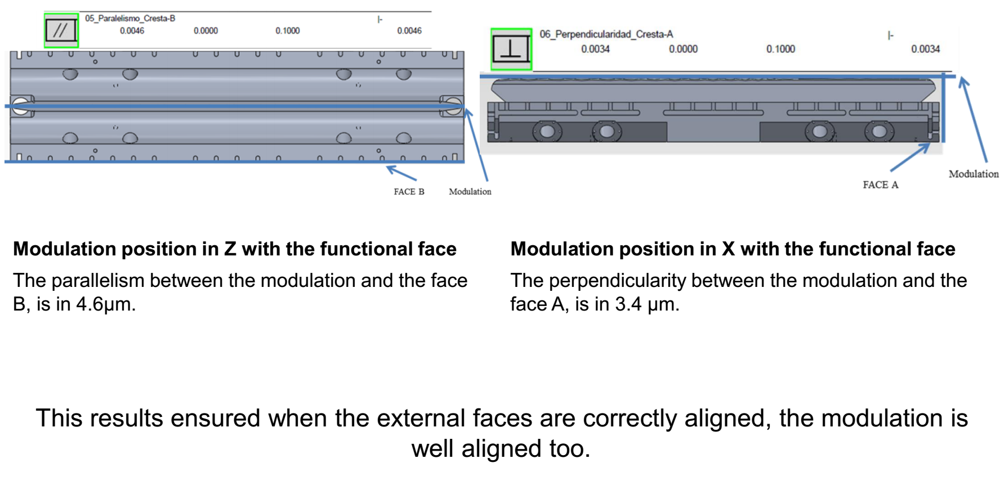 05_Paralelismo_Cresta-B |-
0.0046 0.0000 0.1000 0.0046
FACE B Modulation
06_Perpendicularidad_Cresta-A |-
0.0034 0.0000 0.1000 0.0034
FACE A Modulation
Modulation position in Z with the functional face
The parallelism between the modulation and the face
B, is in 4.6µm.
Modulation position in X with the functional face
The perpendicularity between the modulation and the
face A, is in 3.4 µm.
This results ensured when the external faces are correctly aligned, the modulation is
well aligned too.